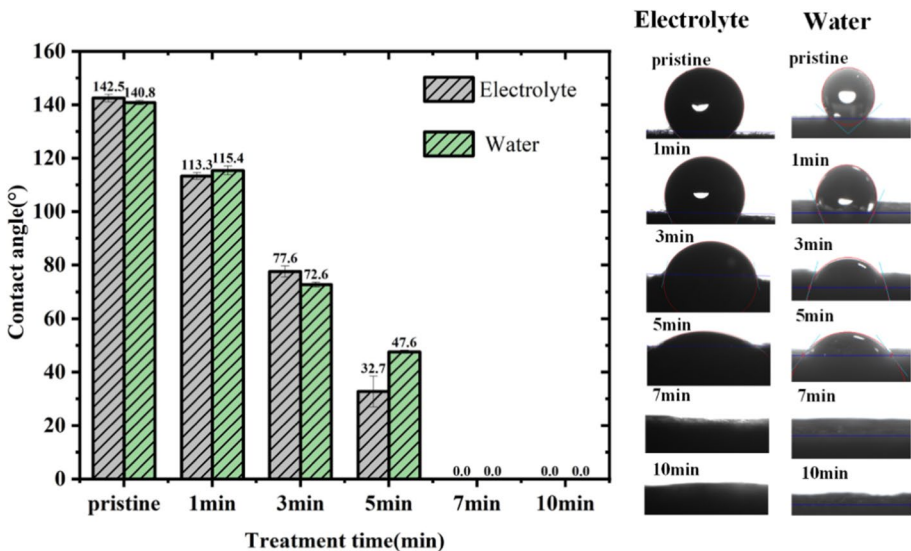 Contact angle(°)
160
140
120
100
80
60
40
20
0
142.5
140.8
113.3
115.4
77.6
72.6
32.7
47.6
0.0
0.0
0.0
0.0
Electrolyte
Water
pristine
1min
3min
5min
7min
10min
Treatment time(min)
Electrolyte
pristine
1min
3min
5min
7min
10min
Water
pristine
1min
3min
5min
7min
10min